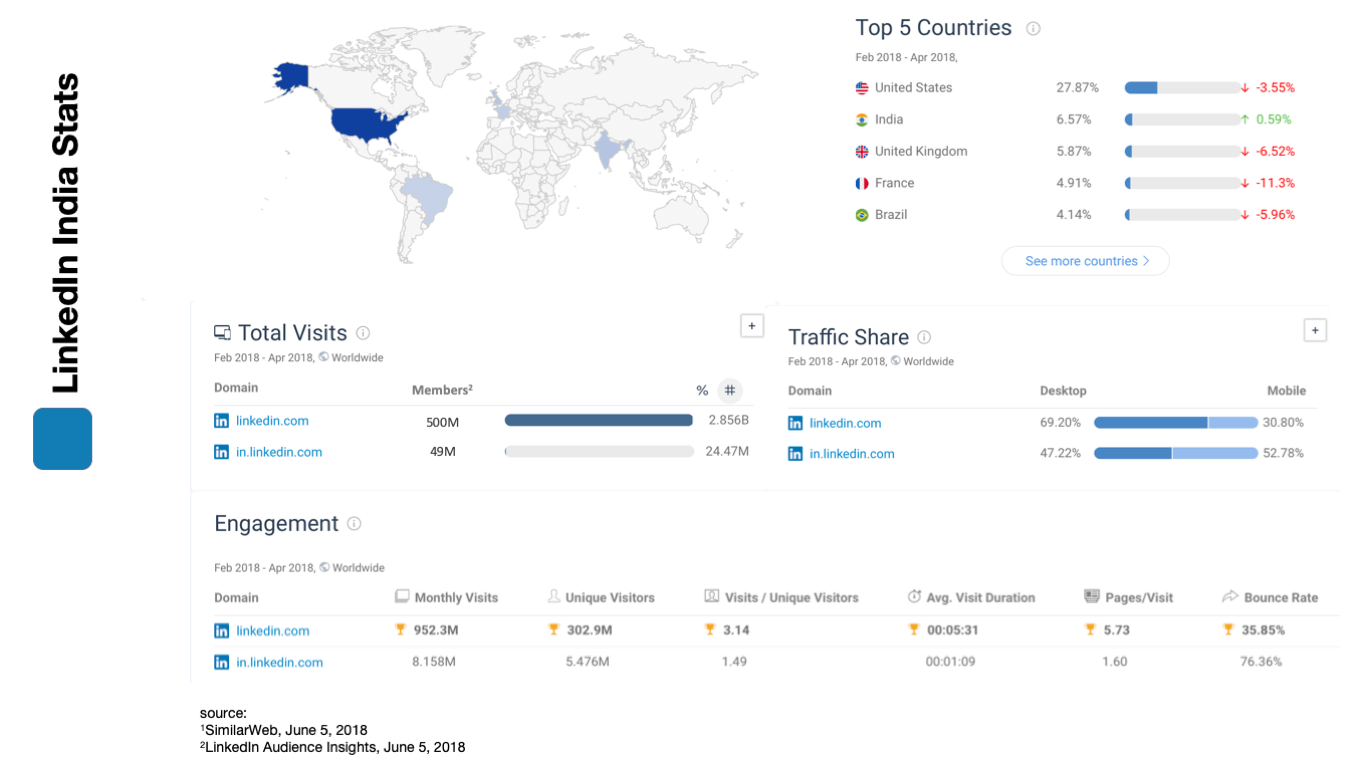 LinkedIn India Stats
Top 5 Countries
Feb 2018 - Apr 2018,
United States 27.87% -3.55%
India 6.57% 0.59%
United Kingdom 5.87% -6.52%
France 4.91% -11.3%
Brazil 4.14% -5.96%
See more countries >
Total Visits
+
Feb 2018 - Apr 2018, Worldwide
Domain Members² % #
in linkedin.com 500M 2.856B
in in.linkedin.com 49M 24.47M
Traffic Share
+
Feb 2018 - Apr 2018, Worldwide
Domain Desktop Mobile
in linkedin.com 69.20% 30.80%
in in.linkedin.com 47.22% 52.78%
Engagement
Feb 2018 - Apr 2018, Worldwide
Domain Monthly Visits Unique Visitors Visits / Unique Visitors Avg. Visit Duration Pages/Visit Bounce Rate
in linkedin.com 952.3M 302.9M 3.14 00:05:31 5.73 35.85%
in in.linkedin.com 8.158M 5.476M 1.49 00:01:09 1.60 76.36%
source:
¹SimilarWeb, June 5, 2018
²LinkedIn Audience Insights, June 5, 2018